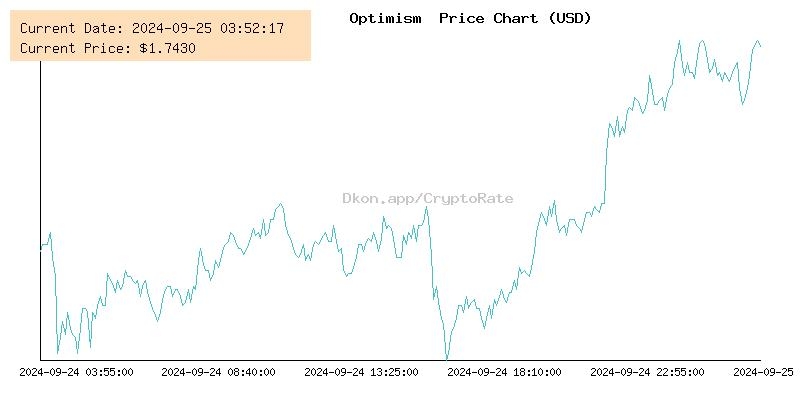 Optimism  Price Chart (USD)
Current Date: 2024-09-25 03:52:17
Current Price: $1.7430
Dkon.app/CryptoRate
2024-09-24 03:55:00 2024-09-24 08:40:00 2024-09-24 13:25:00 2024-09-24 18:10:00 2024-09-24 22:55:00 2024-09-25